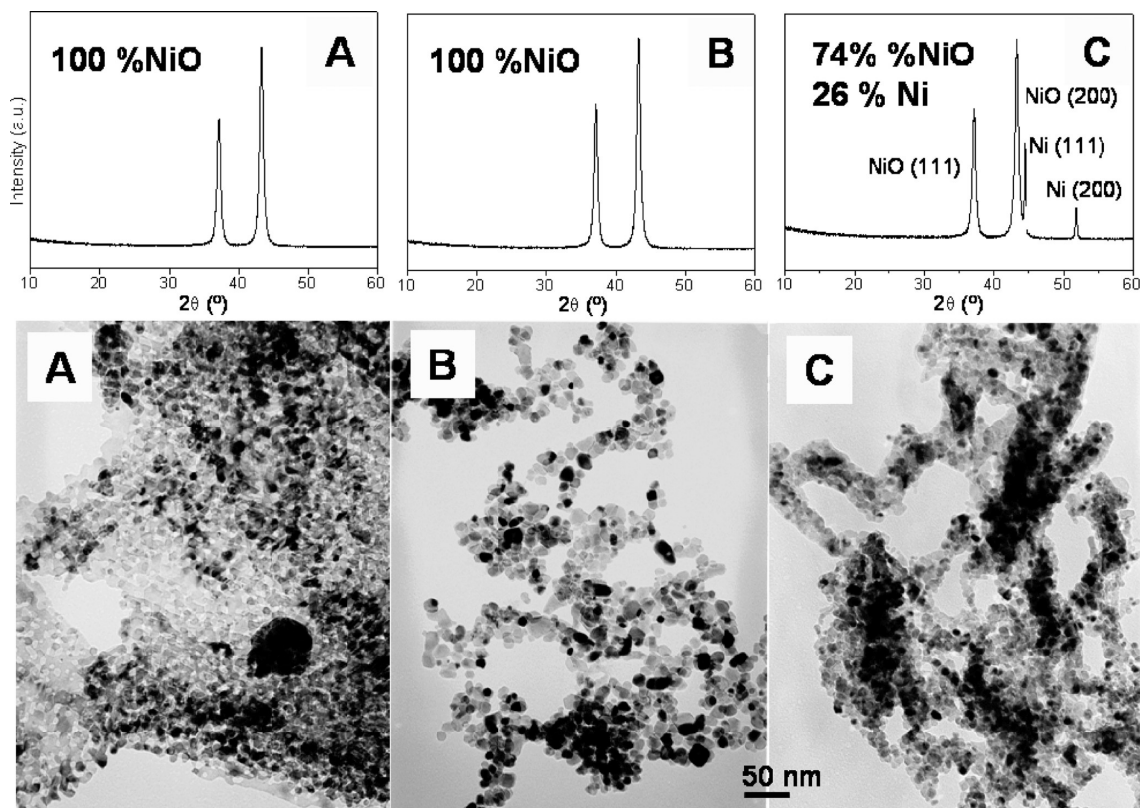 100 %NiO
A
Intensity (a.u.)
10 20 30 40 50 60
2θ (º)
100 %NiO
B
10 20 30 40 50 60
2θ (º)
74% %NiO
26 % Ni
C
NiO (200)
Ni (111)
NiO (111)
Ni (200)
10 20 30 40 50 60
2θ (º)
A
B
C
50 nm